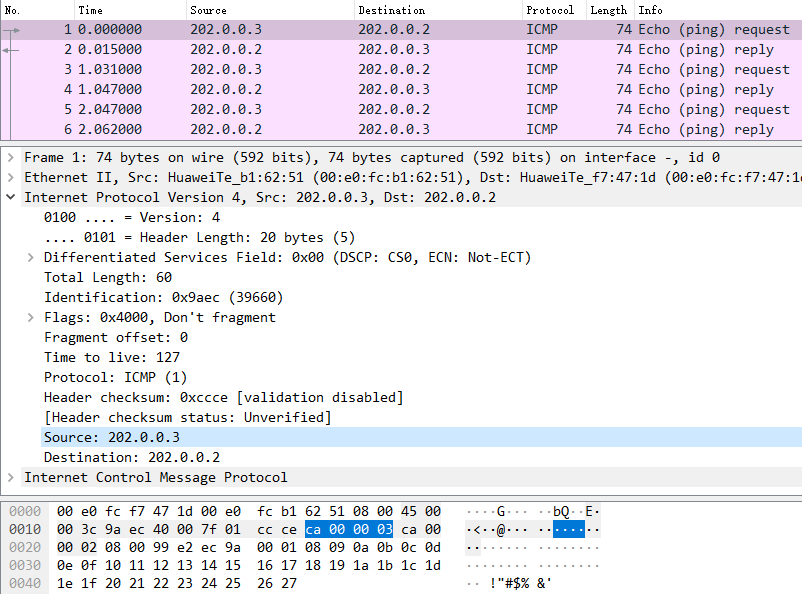 No. Time Source Destination Protocol Length Info
1 0.000000 202.0.0.3 202.0.0.2 ICMP 74 Echo (ping) request
2 0.015000 202.0.0.2 202.0.0.3 ICMP 74 Echo (ping) reply
3 1.031000 202.0.0.3 202.0.0.2 ICMP 74 Echo (ping) request
4 1.047000 202.0.0.2 202.0.0.3 ICMP 74 Echo (ping) reply
5 2.047000 202.0.0.3 202.0.0.2 ICMP 74 Echo (ping) request
6 2.062000 202.0.0.2 202.0.0.3 ICMP 74 Echo (ping) reply
Frame 1: 74 bytes on wire (592 bits), 74 bytes captured (592 bits) on interface -, id 0
Ethernet II, Src: HuaweiTe_b1:62:51 (00:e0:fc:b1:62:51), Dst: HuaweiTe_f7:47:1d (00:e0:fc:f7:47:1d
Internet Protocol Version 4, Src: 202.0.0.3, Dst: 202.0.0.2
0100 .... = Version: 4
.... 0101 = Header Length: 20 bytes (5)
Differentiated Services Field: 0x00 (DSCP: CS0, ECN: Not-ECT)
Total Length: 60
Identification: 0x9aec (39660)
Flags: 0x4000, Don't fragment
Fragment offset: 0
Time to live: 127
Protocol: ICMP (1)
Header checksum: 0xccce [validation disabled]
[Header checksum status: Unverified]
Source: 202.0.0.3
Destination: 202.0.0.2
Internet Control Message Protocol
0000 00 e0 fc f7 47 1d 00 e0 fc b1 62 51 08 00 45 00 ····G··· ··bQ··E·
0010 00 3c 9a ec 40 00 7f 01 cc ce ca 00 00 03 ca 00 ·<··@··· ········
0020 00 02 08 00 99 e2 ec 9a 00 01 08 09 0a 0b 0c 0d ········ ········
0030 0e 0f 10 11 12 13 14 15 16 17 18 19 1a 1b 1c 1d ········ ········
0040 1e 1f 20 21 22 23 24 25 26 27 ·· !"#$% &'